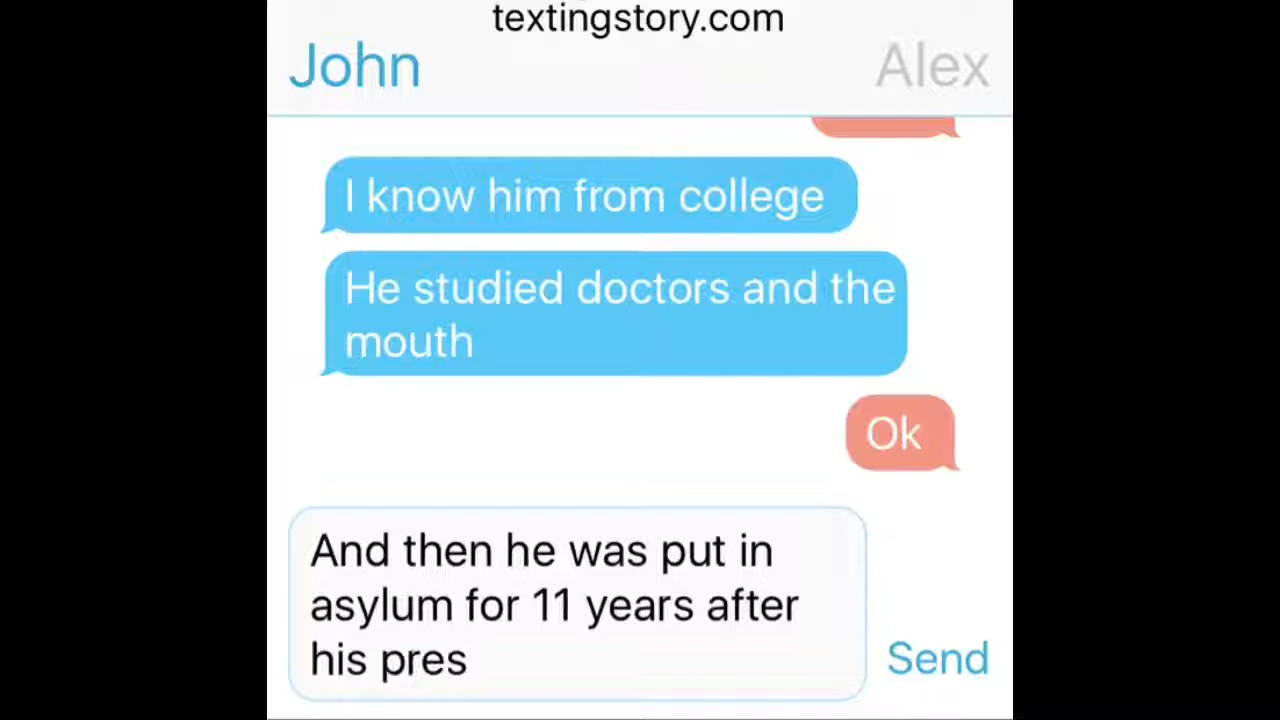 textingstory.com
John
Alex
I know him from college
He studied doctors and the
mouth
Ok
And then he was put in
asylum for 11 years after
his pres
Send